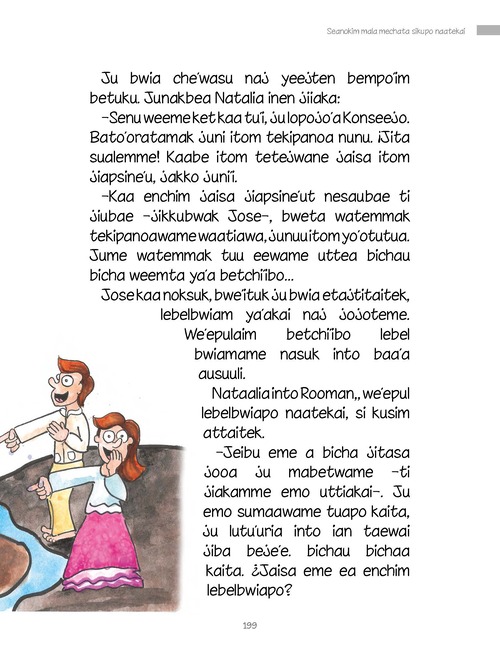 Seanokim mala mechata sikupo naatekai
Ju bwia che'wasu naj yeejten bempo'im
betuku. Junakbea Natalia inen jiiaka:
–Senu weeme ket kaa tu'i, ju lopojo'a Konseejo.
Bato'oratamak juni itom tekipanoa nunu. ¡Jita
sualemme! Kaabe itom tetejwane jaisa itom
jiapsine'u, jakko junii.
–Kaa enchim jaisa jiapsine'ut nesaubae ti
jiubae –jikkubwak Jose–, bweta watemmak
tekipanoawame waatiawa, junuu itom yo'otutua.
Jume watemmak tuu eewame uttea bichau
bicha weemta ya'a betchi'ibo...
Jose kaa noksuk, bwe'ituk ju bwia etajtitaitek,
lebelbwiam ya'akai naj jojoteme.
We'epulaim betchi'ibo lebel
bwiamame nasuk into baa'a
ausuuli.
Nataalia into Rooman,, we'epul
lebelbwiapo naatekai, si kusim
attaitek.
–Jeibu eme a bicha jitasa
jooa ju mabetwame –ti
jiakamme emo uttiakai–. Ju
emo sumaawame tuapo kaita,
ju lutu'uria into ian taewai
jiba beje'e. bichau bichaa
kaita. ¿Jaisa eme ea enchim
lebelbwiapo?
199